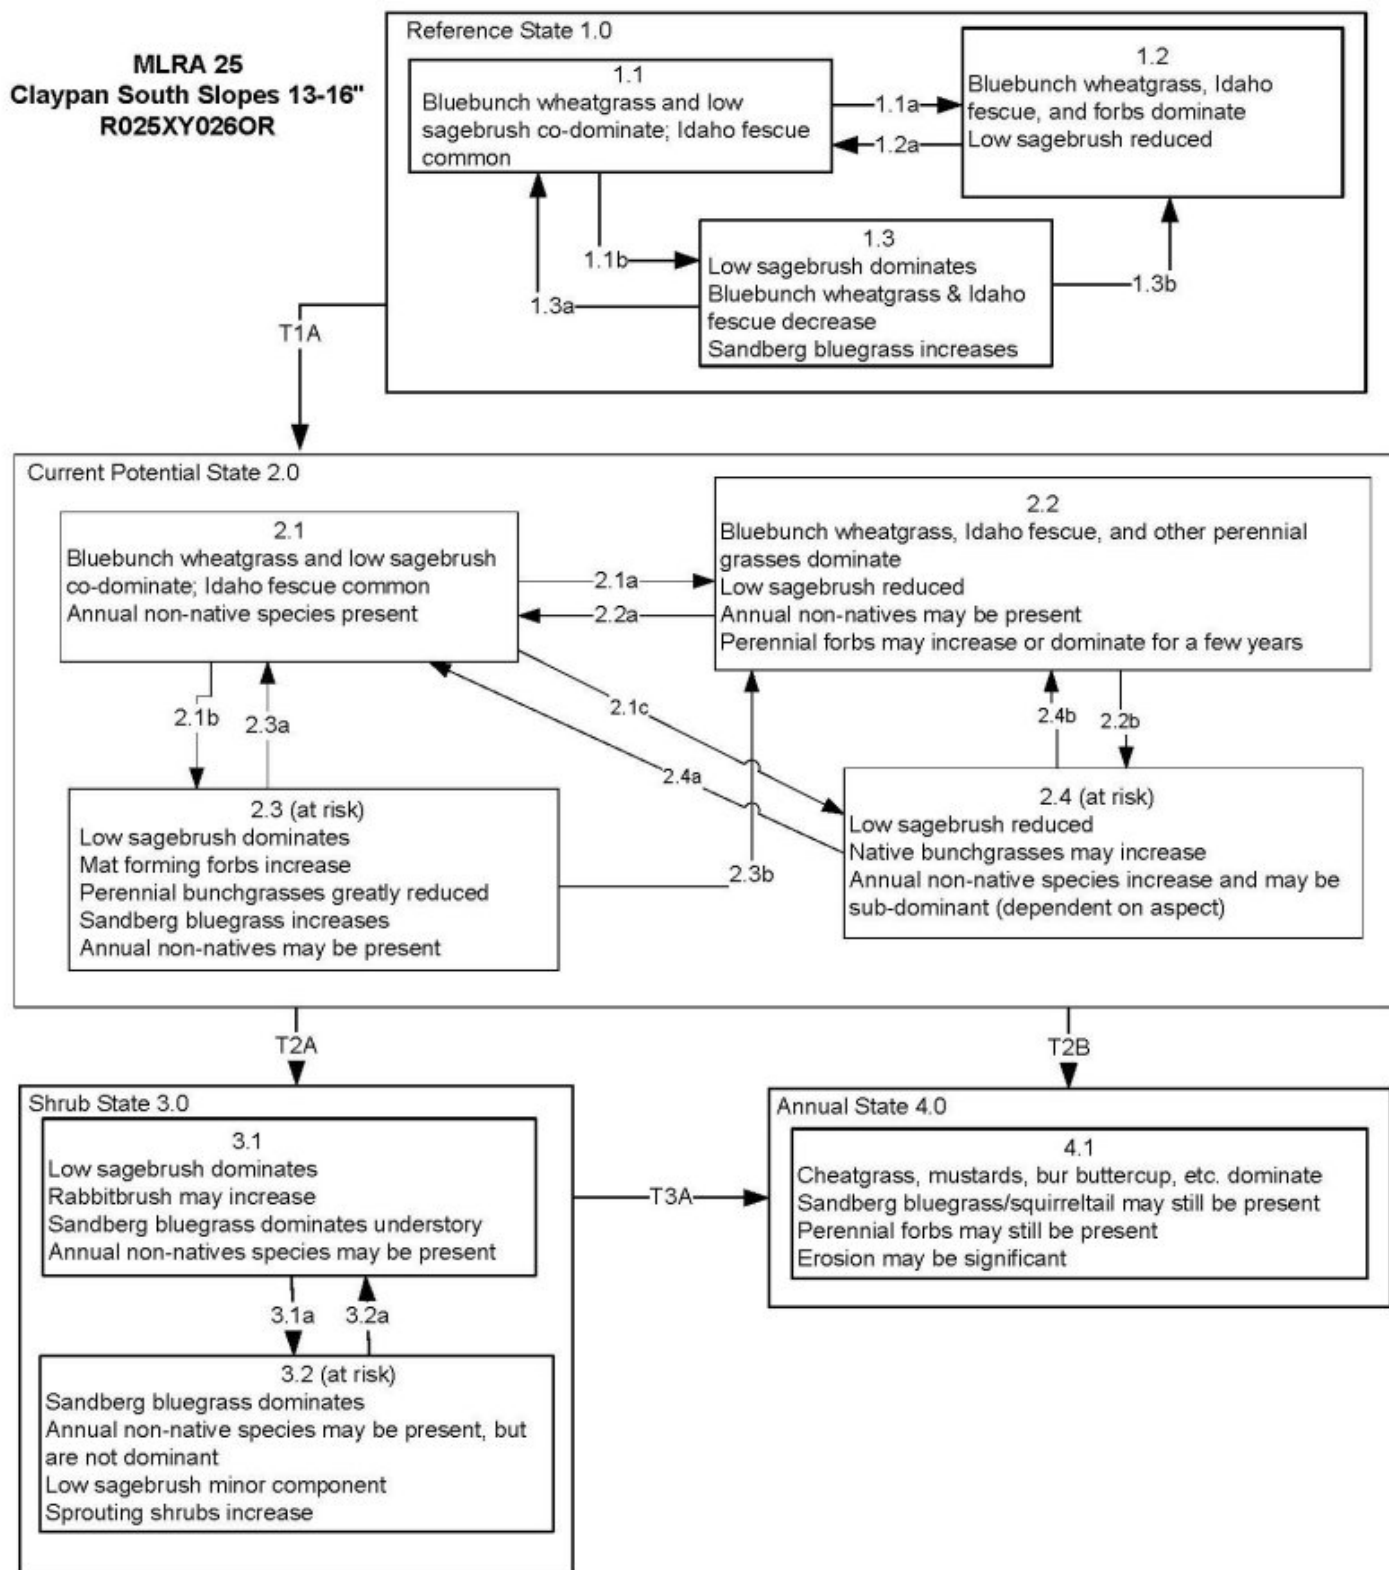 MLRA 25
Claypan South Slopes 13-16"
R025XY026OR
Reference State 1.0
1.1
Bluebunch wheatgrass and low
sagebrush co-dominate; Idaho fescue
common
1.1a
1.2a
1.2
Bluebunch wheatgrass, Idaho
fescue, and forbs dominate
Low sagebrush reduced
1.1b
1.3a
1.3
Low sagebrush dominates
Bluebunch wheatgrass & Idaho
fescue decrease
Sandberg bluegrass increases
1.3b
T1A
Current Potential State 2.0
2.1
Bluebunch wheatgrass and low sagebrush
co-dominate; Idaho fescue common
Annual non-native species present
2.1a
2.2a
2.2
Bluebunch wheatgrass, Idaho fescue, and other perennial
grasses dominate
Low sagebrush reduced
Annual non-natives may be present
Perennial forbs may increase or dominate for a few years
2.1b
2.3a
2.1c
2.4a
2.4b
2.2b
2.3 (at risk)
Low sagebrush dominates
Mat forming forbs increase
Perennial bunchgrasses greatly reduced
Sandberg bluegrass increases
Annual non-natives may be present
2.3b
2.4 (at risk)
Low sagebrush reduced
Native bunchgrasses may increase
Annual non-native species increase and may be
sub-dominant (dependent on aspect)
T2A
T2B
Shrub State 3.0
3.1
Low sagebrush dominates
Rabbitbrush may increase
Sandberg bluegrass dominates understory
Annual non-natives species may be present
3.1a
3.2a
3.2 (at risk)
Sandberg bluegrass dominates
Annual non-native species may be present, but
are not dominant
Low sagebrush minor component
Sprouting shrubs increase
T3A
Annual State 4.0
4.1
Cheatgrass, mustards, bur buttercup, etc. dominate
Sandberg bluegrass/squirreltail may still be present
Perennial forbs may still be present
Erosion may be significant